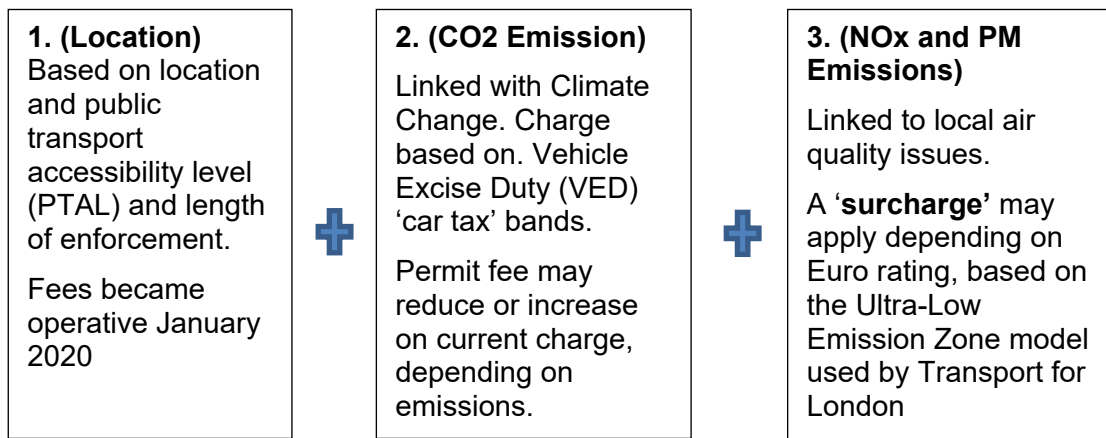 1. (Location)
Based on location
and public
transport
accessibility level
(PTAL) and length
of enforcement.
Fees became
operative January
2020
2. (CO2 Emission)
Linked with Climate
Change. Charge
based on. Vehicle
Excise Duty (VED)
‘car tax’ bands.
Permit fee may
reduce or increase
on current charge,
depending on
emissions.
3. (NOx and PM
Emissions)
Linked to local air
quality issues.
A ‘surcharge’ may
apply depending on
Euro rating, based on
the Ultra-Low
Emission Zone model
used by Transport for
London